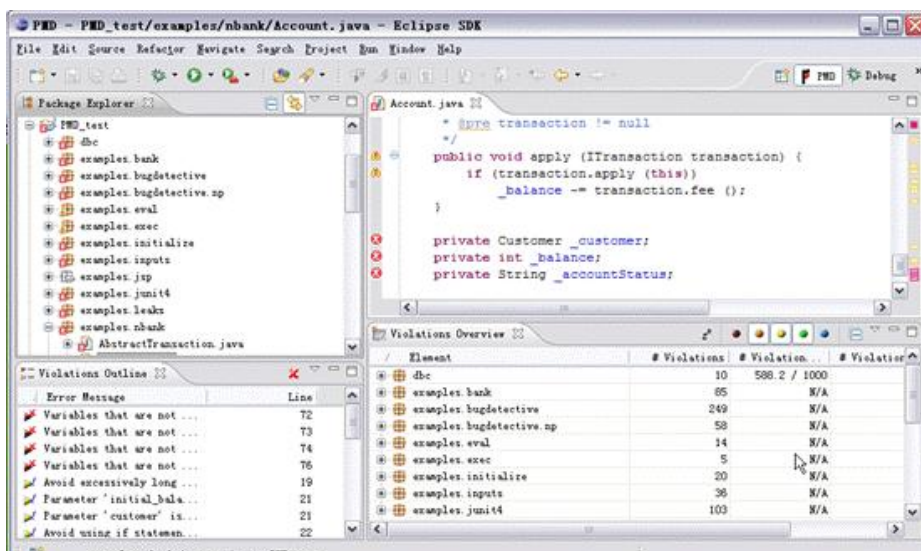 PMD - PMD_test/examples/nbank/Account.java - Eclipse SDK
File Edit Source Refactor Navigate Search Project Run Window Help
PMD Debug
Package Explorer
PMD_test
dbc
examples.bank
examples.bugdetective
examples.bugdetective.np
examples.eval
examples.exec
examples.initialize
examples.inputs
examples.jsp
examples.junit4
examples.leaks
examples.nbank
AbstractTransaction.java
Account.java
* @pre transaction != null
*/
public void apply (ITransaction transaction) {
if (transaction.apply (this))
_balance -= transaction.fee ();
}
private Customer _customer;
private int _balance;
private String _accountStatus;
Violations Outline
Error Message Line
Variables that are not ... 72
Variables that are not ... 73
Variables that are not ... 74
Variables that are not ... 76
Avoid excessively long ... 19
Parameter 'initial_bala... 21
Parameter 'customer' is... 21
Avoid using if statemen... 22
Violations Overview
/ Element # Violations # Violation... # Violation
dbc 10 588.2 / 1000
examples.bank 85 N/A
examples.bugdetective 249 N/A
examples.bugdetective.np 58 N/A
examples.eval 14 N/A
examples.exec 5 N/A
examples.initialize 20 N/A
examples.inputs 36 N/A
examples.junit4 103 N/A